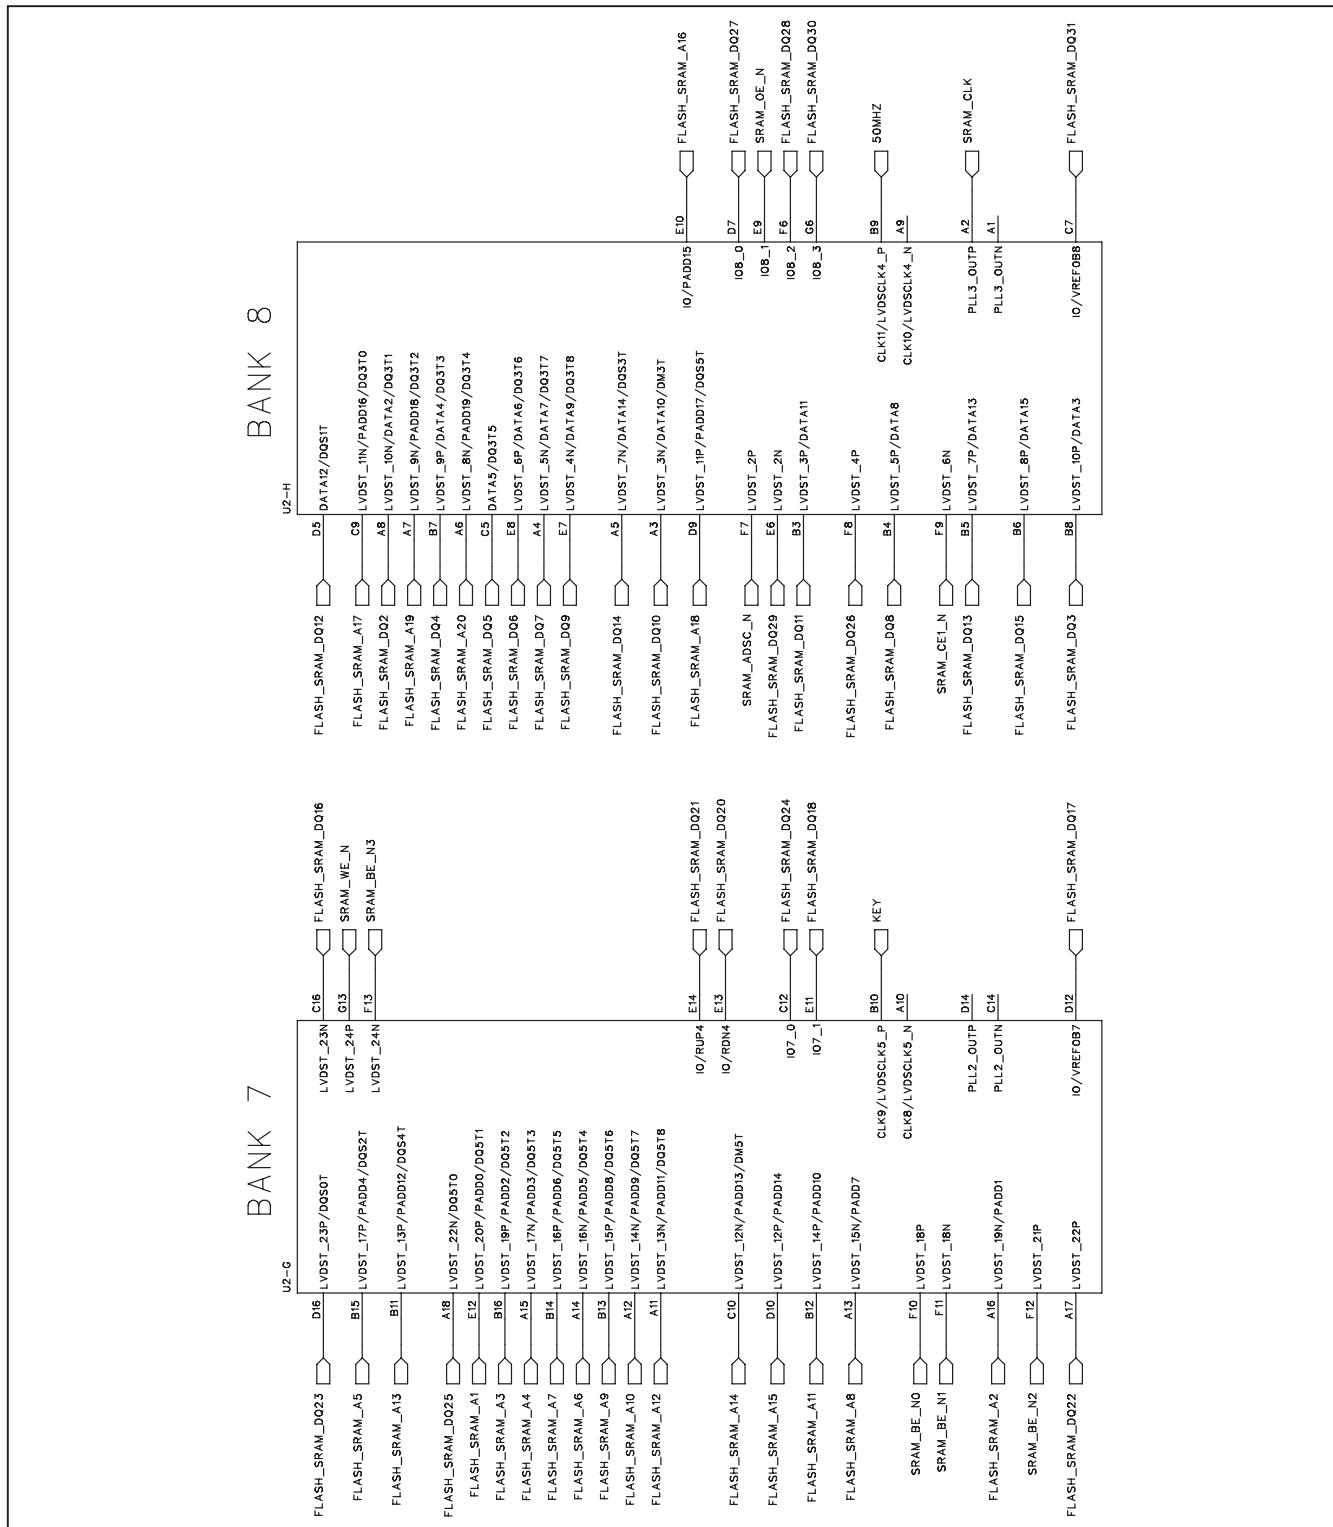 BANK 7
U2-G
FLASH_SRAM_DQ23 D16 LVDST_23P/DQS0T
FLASH_SRAM_A5 B15 LVDST_17P/PADD4/DQS2T
FLASH_SRAM_A13 B11 LVDST_13P/PADD12/DQS4T
FLASH_SRAM_DQ25 A18 LVDST_22N/DQ5T0
FLASH_SRAM_A1 E12 LVDST_20P/PADD0/DQ5T1
FLASH_SRAM_A3 B16 LVDST_19P/PADD2/DQ5T2
FLASH_SRAM_A4 A15 LVDST_17N/PADD3/DQ5T3
FLASH_SRAM_A7 B14 LVDST_16P/PADD6/DQ5T5
FLASH_SRAM_A6 A14 LVDST_16N/PADD5/DQ5T4
FLASH_SRAM_A9 B13 LVDST_15P/PADD8/DQ5T6
FLASH_SRAM_A10 A12 LVDST_14N/PADD9/DQ5T7
FLASH_SRAM_A12 A11 LVDST_13N/PADD11/DQ5T8
FLASH_SRAM_A14 C10 LVDST_12N/PADD13/DM5T
FLASH_SRAM_A15 D10 LVDST_12P/PADD14
FLASH_SRAM_A11 B12 LVDST_14P/PADD10
FLASH_SRAM_A8 A13 LVDST_15N/PADD7
SRAM_BE_N0 F10 LVDST_18P
SRAM_BE_N1 F11 LVDST_18N
FLASH_SRAM_A2 A16 LVDST_19N/PADD1
SRAM_BE_N2 F12 LVDST_21P
FLASH_SRAM_DQ22 A17 LVDST_22P
LVDST_23N C16 FLASH_SRAM_DQ16
LVDST_24P G13 SRAM_WE_N
LVDST_24N F13 SRAM_BE_N3
IO/RUP4 E14 FLASH_SRAM_DQ21
IO/RDN4 E13 FLASH_SRAM_DQ20
IO7_0 C12 FLASH_SRAM_DQ24
IO7_1 E11 FLASH_SRAM_DQ18
CLK9/LVDSCLK5_P B10 KEY
CLK8/LVDSCLK5_N A10
PLL2_OUTP D14
PLL2_OUTN C14
IO/VREF0B7 D12 FLASH_SRAM_DQ17
BANK 8
U2-H
FLASH_SRAM_DQ12 D5 DATA12/DQS1T
FLASH_SRAM_A17 C9 LVDST_11N/PADD16/DQ3T0
FLASH_SRAM_DQ2 A8 LVDST_10N/DATA2/DQ3T1
FLASH_SRAM_A19 A7 LVDST_9N/PADD18/DQ3T2
FLASH_SRAM_DQ4 B7 LVDST_9P/DATA4/DQ3T3
FLASH_SRAM_A20 A6 LVDST_8N/PADD19/DQ3T4
FLASH_SRAM_DQ5 C5 DATA5/DQ3T5
FLASH_SRAM_DQ6 E8 LVDST_6P/DATA6/DQ3T6
FLASH_SRAM_DQ7 A4 LVDST_5N/DATA7/DQ3T7
FLASH_SRAM_DQ9 E7 LVDST_4N/DATA9/DQ3T8
FLASH_SRAM_DQ14 A5 LVDST_7N/DATA14/DQS3T
FLASH_SRAM_DQ10 A3 LVDST_3N/DATA10/DM3T
FLASH_SRAM_A18 D9 LVDST_11P/PADD17/DQS5T
SRAM_ADSC_N F7 LVDST_2P
FLASH_SRAM_DQ29 E6 LVDST_2N
FLASH_SRAM_DQ11 B3 LVDST_3P/DATA11
FLASH_SRAM_DQ26 F8 LVDST_4P
FLASH_SRAM_DQ8 B4 LVDST_5P/DATA8
SRAM_CE1_N F9 LVDST_6N
FLASH_SRAM_DQ13 B5 LVDST_7P/DATA13
FLASH_SRAM_DQ15 B6 LVDST_8P/DATA15
FLASH_SRAM_DQ3 B8 LVDST_10P/DATA3
IO/PADD15 E10 FLASH_SRAM_A16
IO8_0 D7 FLASH_SRAM_DQ27
IO8_1 E9 SRAM_OE_N
IO8_2 F6 FLASH_SRAM_DQ28
IO8_3 G6 FLASH_SRAM_DQ30
CLK11/LVDSCLK4_P B9 50MHZ
CLK10/LVDSCLK4_N A9
PLL3_OUTP A2 SRAM_CLK
PLL3_OUTN A1
IO/VREF0B8 C7 FLASH_SRAM_DQ31